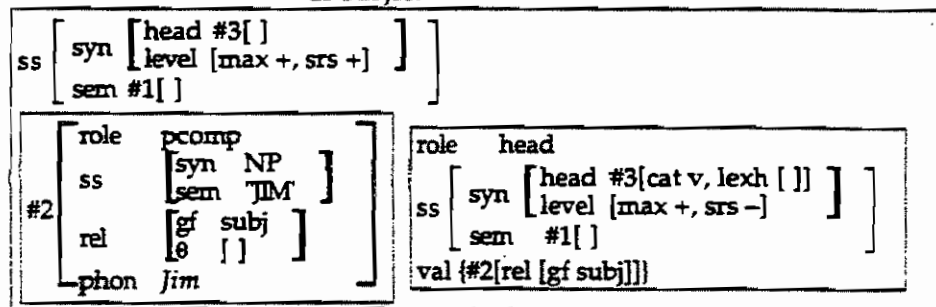 ss [ syn [ head #3[ ]
level [max +, srs +] ] ]
sem #1[ ]
#2 [ role pcomp
ss [ syn NP
sem 'JIM' ]
rel [ gf subj
θ [ ] ]
phon Jim ]
role head
ss [ syn [ head #3[cat v, lexh [ ]]
level [max +, srs –] ] ]
sem #1[ ]
val {#2[rel [gf subj]]}